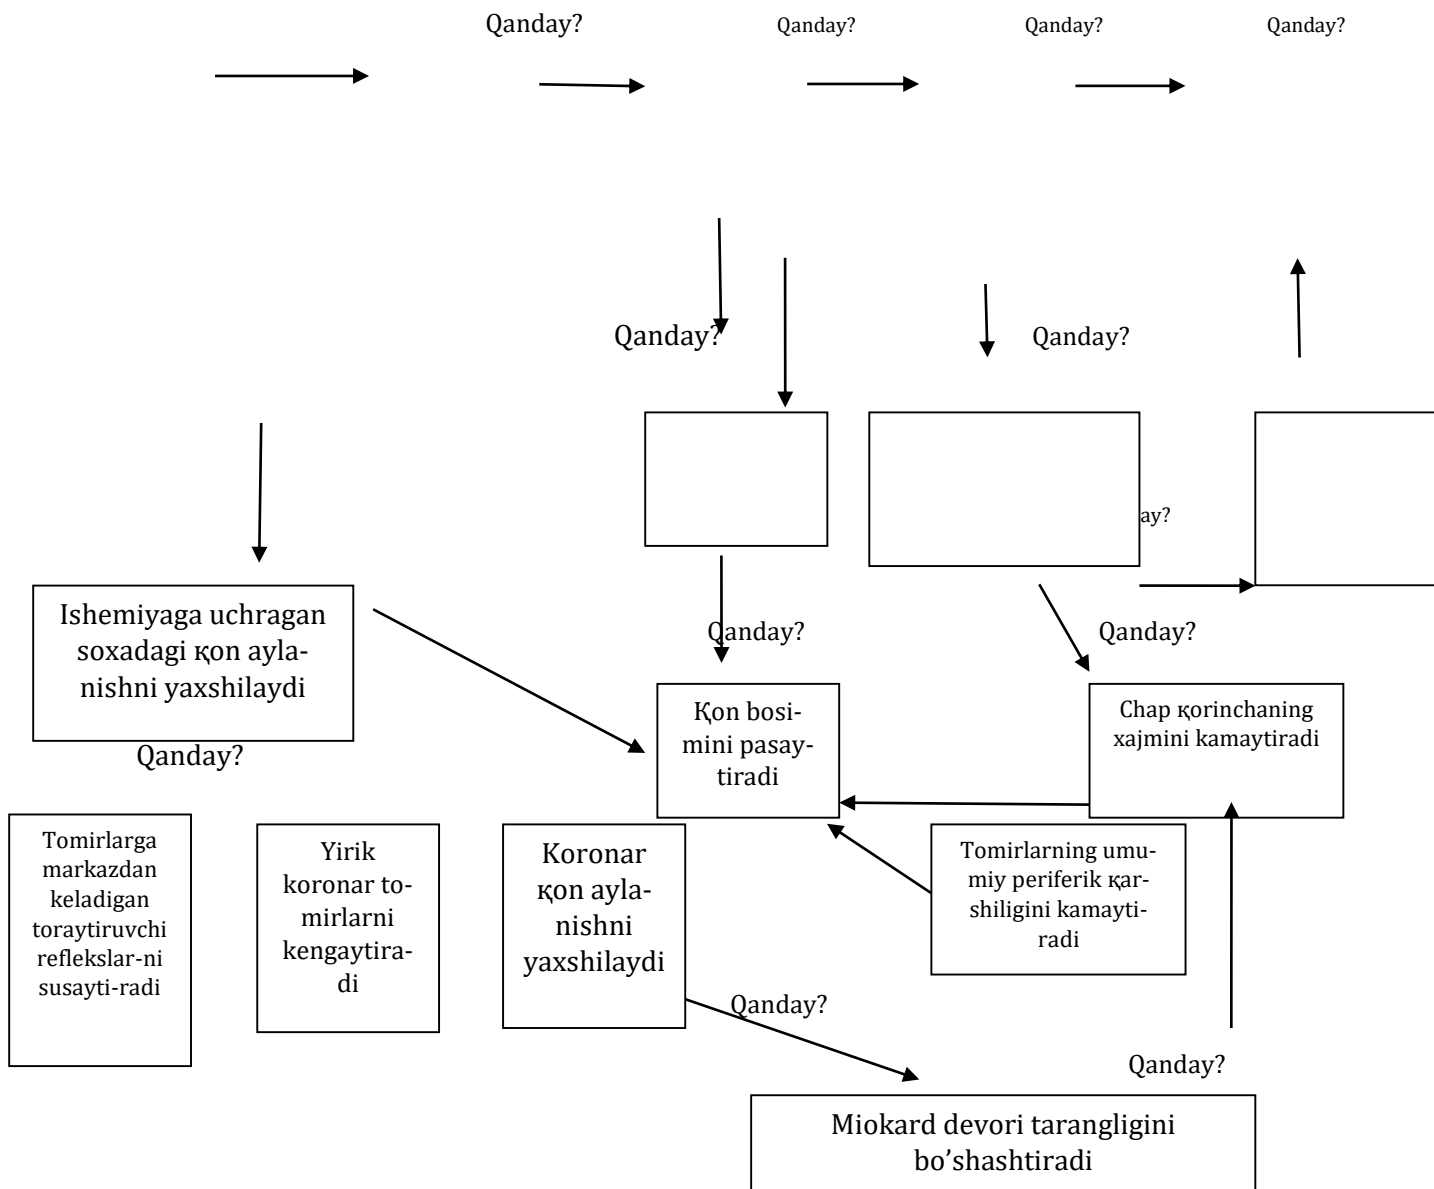 Qanday?
Qanday?
Qanday?
Qanday?
Qanday?
Qanday?
ay?
Ishemiyaga uchragan
soxadagi қon ayla-
nishni yaxshilaydi
Qanday?
Qanday?
Қon bosi-
mini pasay-
tiradi
Chap қorinchaning
xajmini kamaytiradi
Qanday?
Tomirlarga
markazdan
keladigan
toraytiruvchi
reflekslar-ni
susayti-radi
Yirik
koronar to-
mirlarni
kengaytira-
di
Koronar
қon ayla-
nishni
yaxshilaydi
Tomirlarning umu-
miy periferik қar-
shiligini kamayti-
radi
Qanday?
Qanday?
Miokard devori tarangligini
bo’shashtiradi